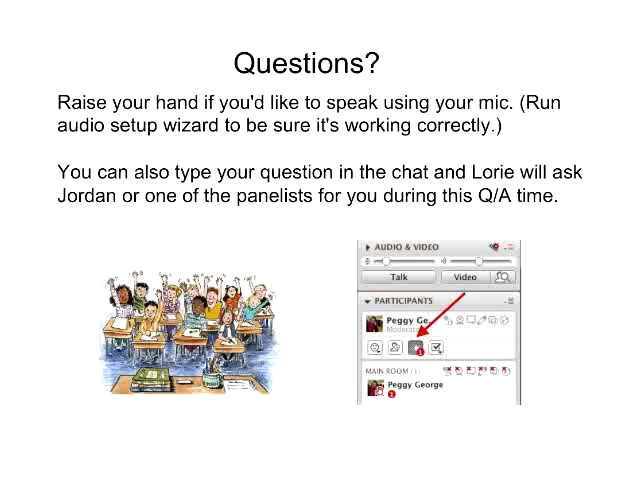 Questions?
Raise your hand if you'd like to speak using your mic. (Run
audio setup wizard to be sure it's working correctly.)
You can also type your question in the chat and Lorie will ask
Jordan or one of the panelists for you during this Q/A time.
AUDIO & VIDEO
Talk Video
PARTICIPANTS
Peggy Ge...
Moderato
1
MAIN ROOM
Peggy George
1